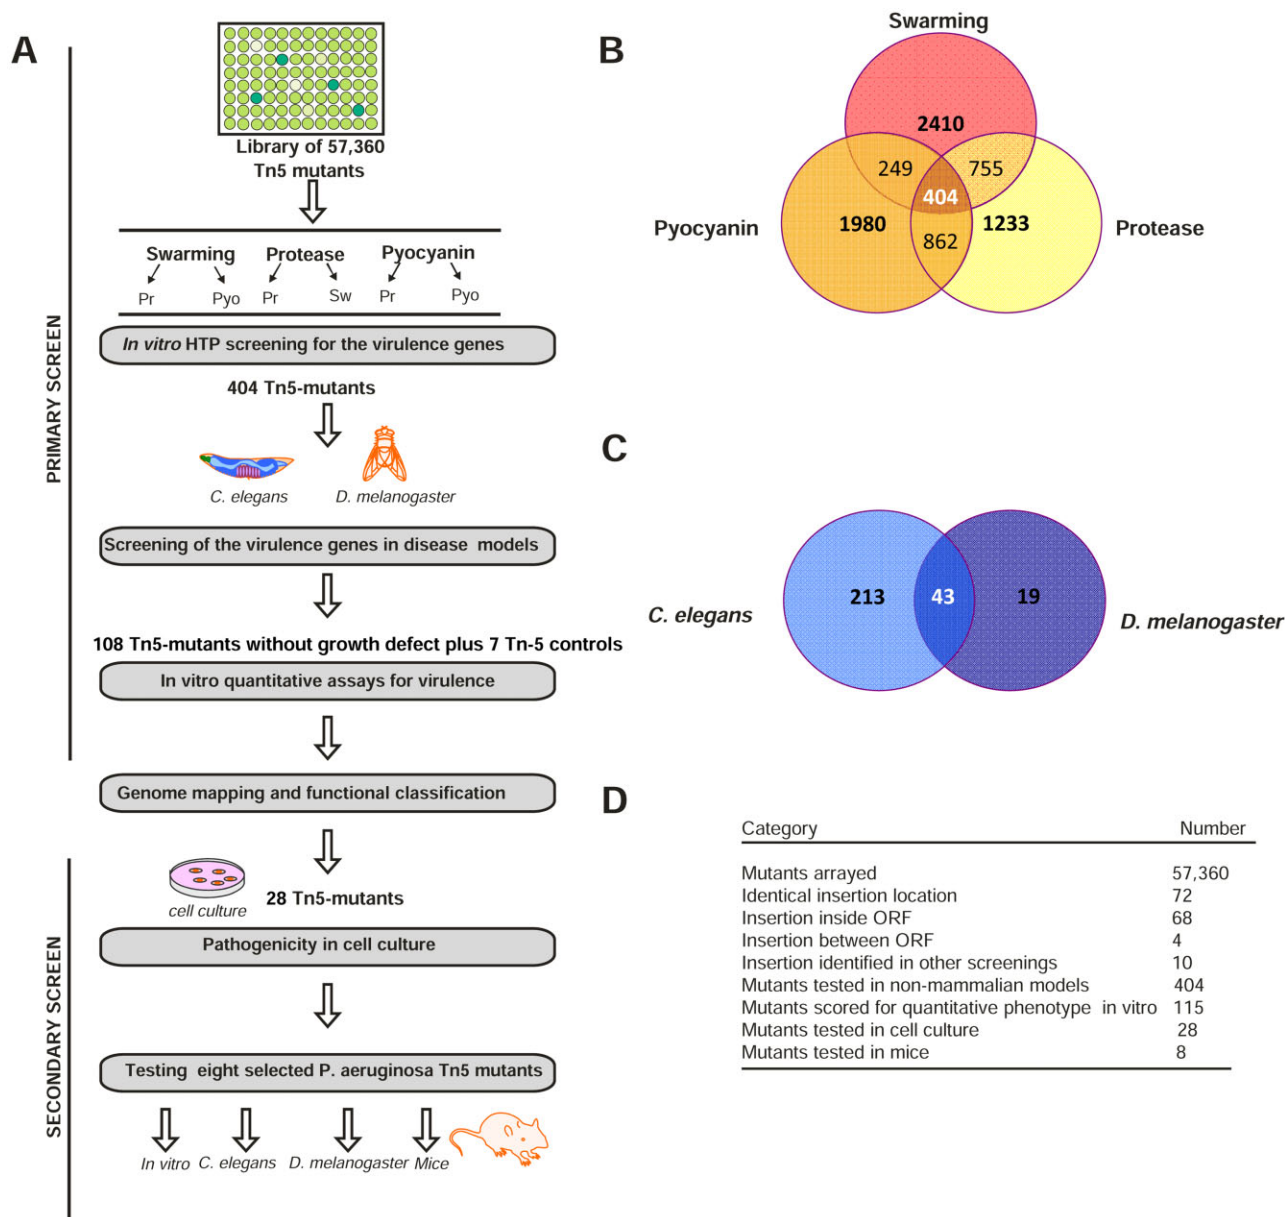 A
Library of 57,360
Tn5 mutants
Swarming Protease Pyocyanin
Pr Pyo Pr Sw Pr Pyo
In vitro HTP screening for the virulence genes
404 Tn5-mutants
C. elegans D. melanogaster
Screening of the virulence genes in disease models
108 Tn5-mutants without growth defect plus 7 Tn-5 controls
In vitro quantitative assays for virulence
Genome mapping and functional classification
PRIMARY SCREEN
cell culture 28 Tn5-mutants
Pathogenicity in cell culture
Testing eight selected P. aeruginosa Tn5 mutants
In vitro C. elegans D. melanogaster Mice
SECONDARY SCREEN
B
Swarming
2410
249 755
404
Pyocyanin 1980 1233 Protease
862
C
213 43 19
C. elegans D. melanogaster
D
Category Number
Mutants arrayed 57,360
Identical insertion location 72
Insertion inside ORF 68
Insertion between ORF 4
Insertion identified in other screenings 10
Mutants tested in non-mammalian models 404
Mutants scored for quantitative phenotype in vitro 115
Mutants tested in cell culture 28
Mutants tested in mice 8